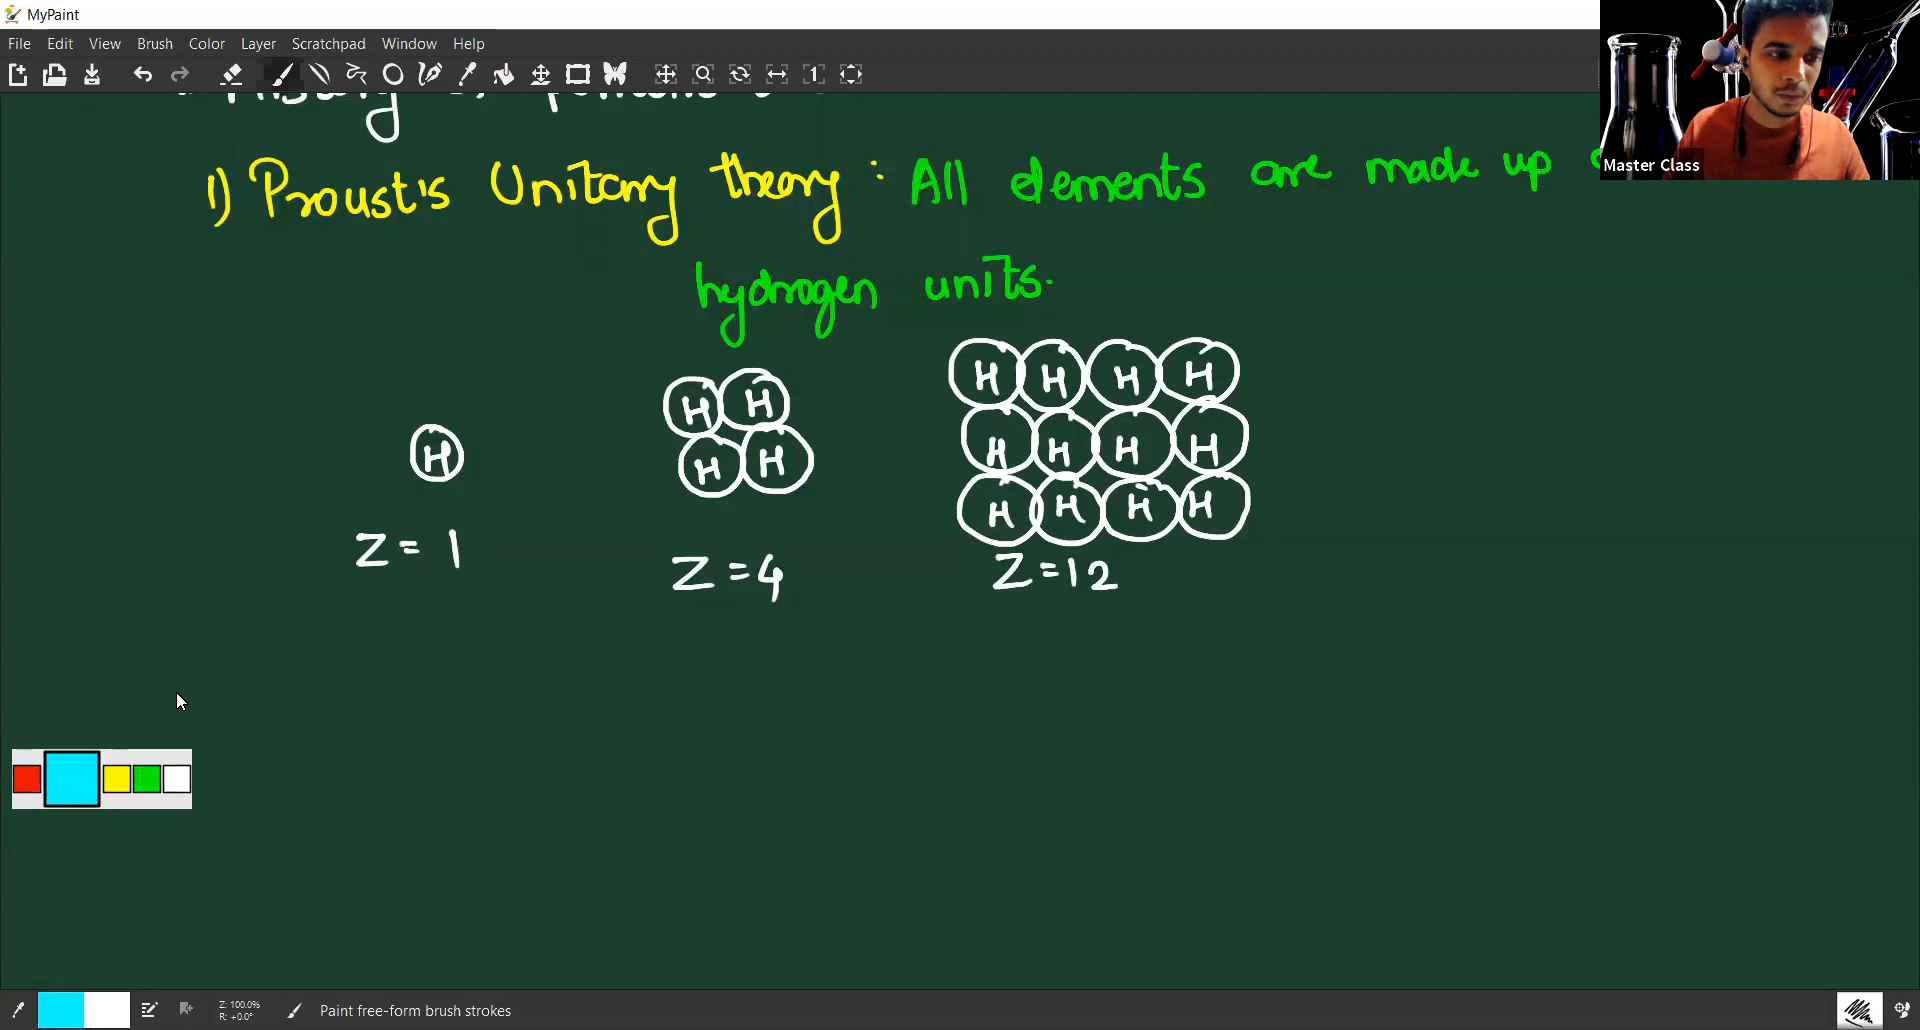 MyPaint
File Edit View Brush Color Layer Scratchpad Window Help
1) Proust's Unitary theory : All elements are made up
hydrogen units.
H H H H H H H H H
H H H H H H H H
Z = 1
Z = 4
Z = 12
Master Class
Z: 100.0%
R: +0.0°
Paint free-form brush strokes